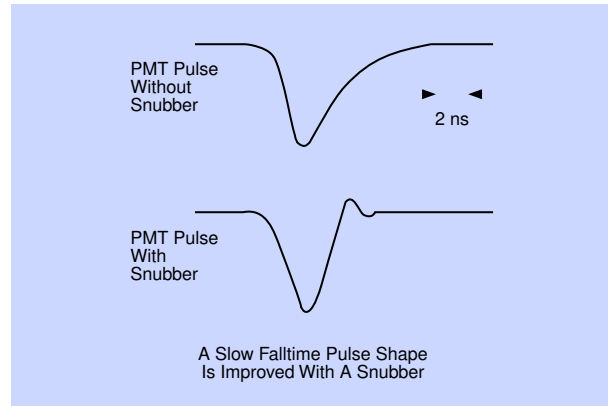 PMT Pulse
Without
Snubber
2 ns
PMT Pulse
With
Snubber
A Slow Falltime Pulse Shape
Is Improved With A Snubber